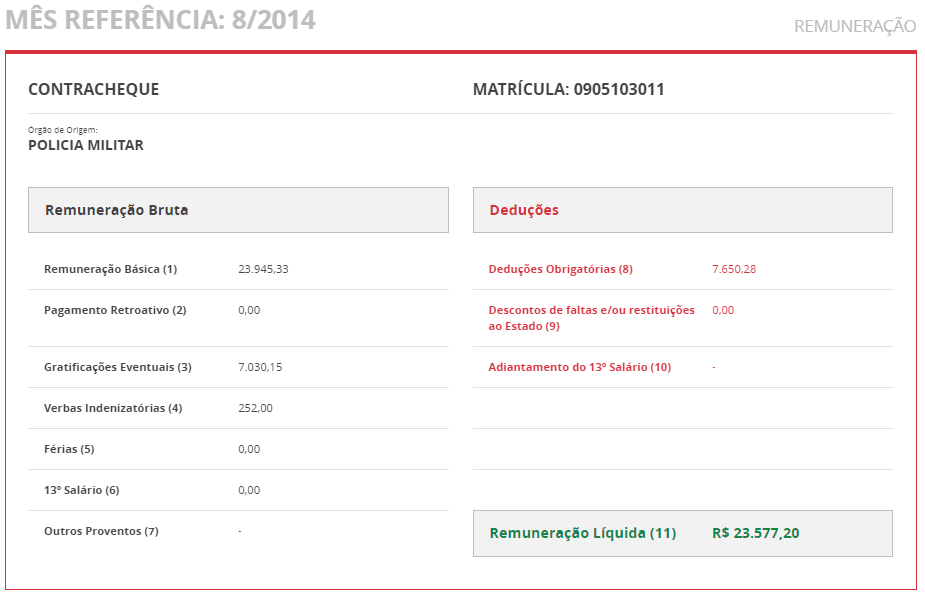 MÊS REFERÊNCIA: 8/2014
REMUNERAÇÃO
CONTRACHEQUE
MATRÍCULA: 0905103011
Órgão de Origem:
POLICIA MILITAR
Remuneração Bruta
Remuneração Básica (1) 23.945,33
Pagamento Retroativo (2) 0,00
Gratificações Eventuais (3) 7.030,15
Verbas Indenizatórias (4) 252,00
Férias (5) 0,00
13º Salário (6) 0,00
Outros Proventos (7) -
Deduções
Deduções Obrigatórias (8) 7.650,28
Descontos de faltas e/ou restituições 0,00
ao Estado (9)
Adiantamento do 13º Salário (10) -
Remuneração Líquida (11) R$ 23.577,20